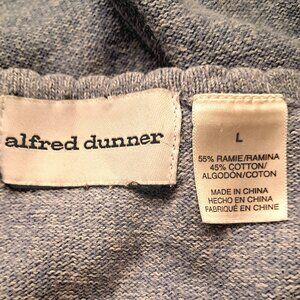 alfred dunner
L
55% RAMIE/RAMINA
45% COTTON/
ALGODÓN/COTON
MADE IN CHINA
HECHO EN CHINA
FABRIQUÉ EN CHINE